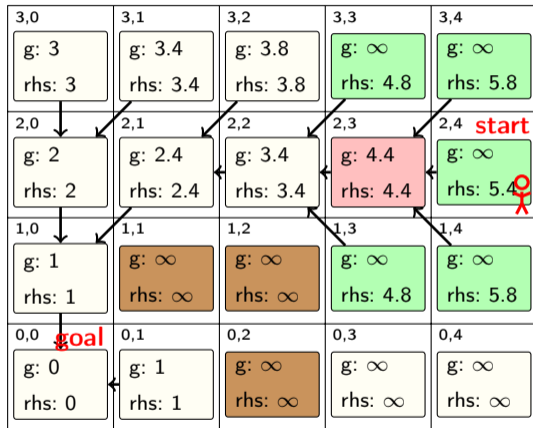 3,0 3,1 3,2 3,3 3,4
g: 3 g: 3.4 g: 3.8 g: ∞ g: ∞
rhs: 3 rhs: 3.4 rhs: 3.8 rhs: 4.8 rhs: 5.8
2,0 2,1 2,2 2,3 2,4 start
g: 2 g: 2.4 g: 3.4 g: 4.4 g: ∞
rhs: 2 rhs: 2.4 rhs: 3.4 rhs: 4.4 rhs: 5.4
1,0 1,1 1,2 1,3 1,4
g: 1 g: ∞ g: ∞ g: ∞ g: ∞
rhs: 1 rhs: ∞ rhs: ∞ rhs: 4.8 rhs: 5.8
0,0 goal 0,1 0,2 0,3 0,4
g: 0 g: 1 g: ∞ g: ∞ g: ∞
rhs: 0 rhs: 1 rhs: ∞ rhs: ∞ rhs: ∞